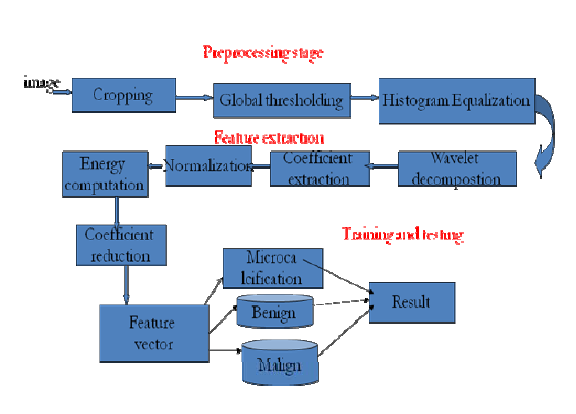 Preprocessing stage
image
Cropping
Global thresholding
Histogram Equalization
Feature extraction
Energy
computation
Normalization
Coefficient
extraction
Wavelet
decompostion
Coefficient
reduction
Training and testing
Microca
lcification
Benign
Result
Feature
vector
Malign